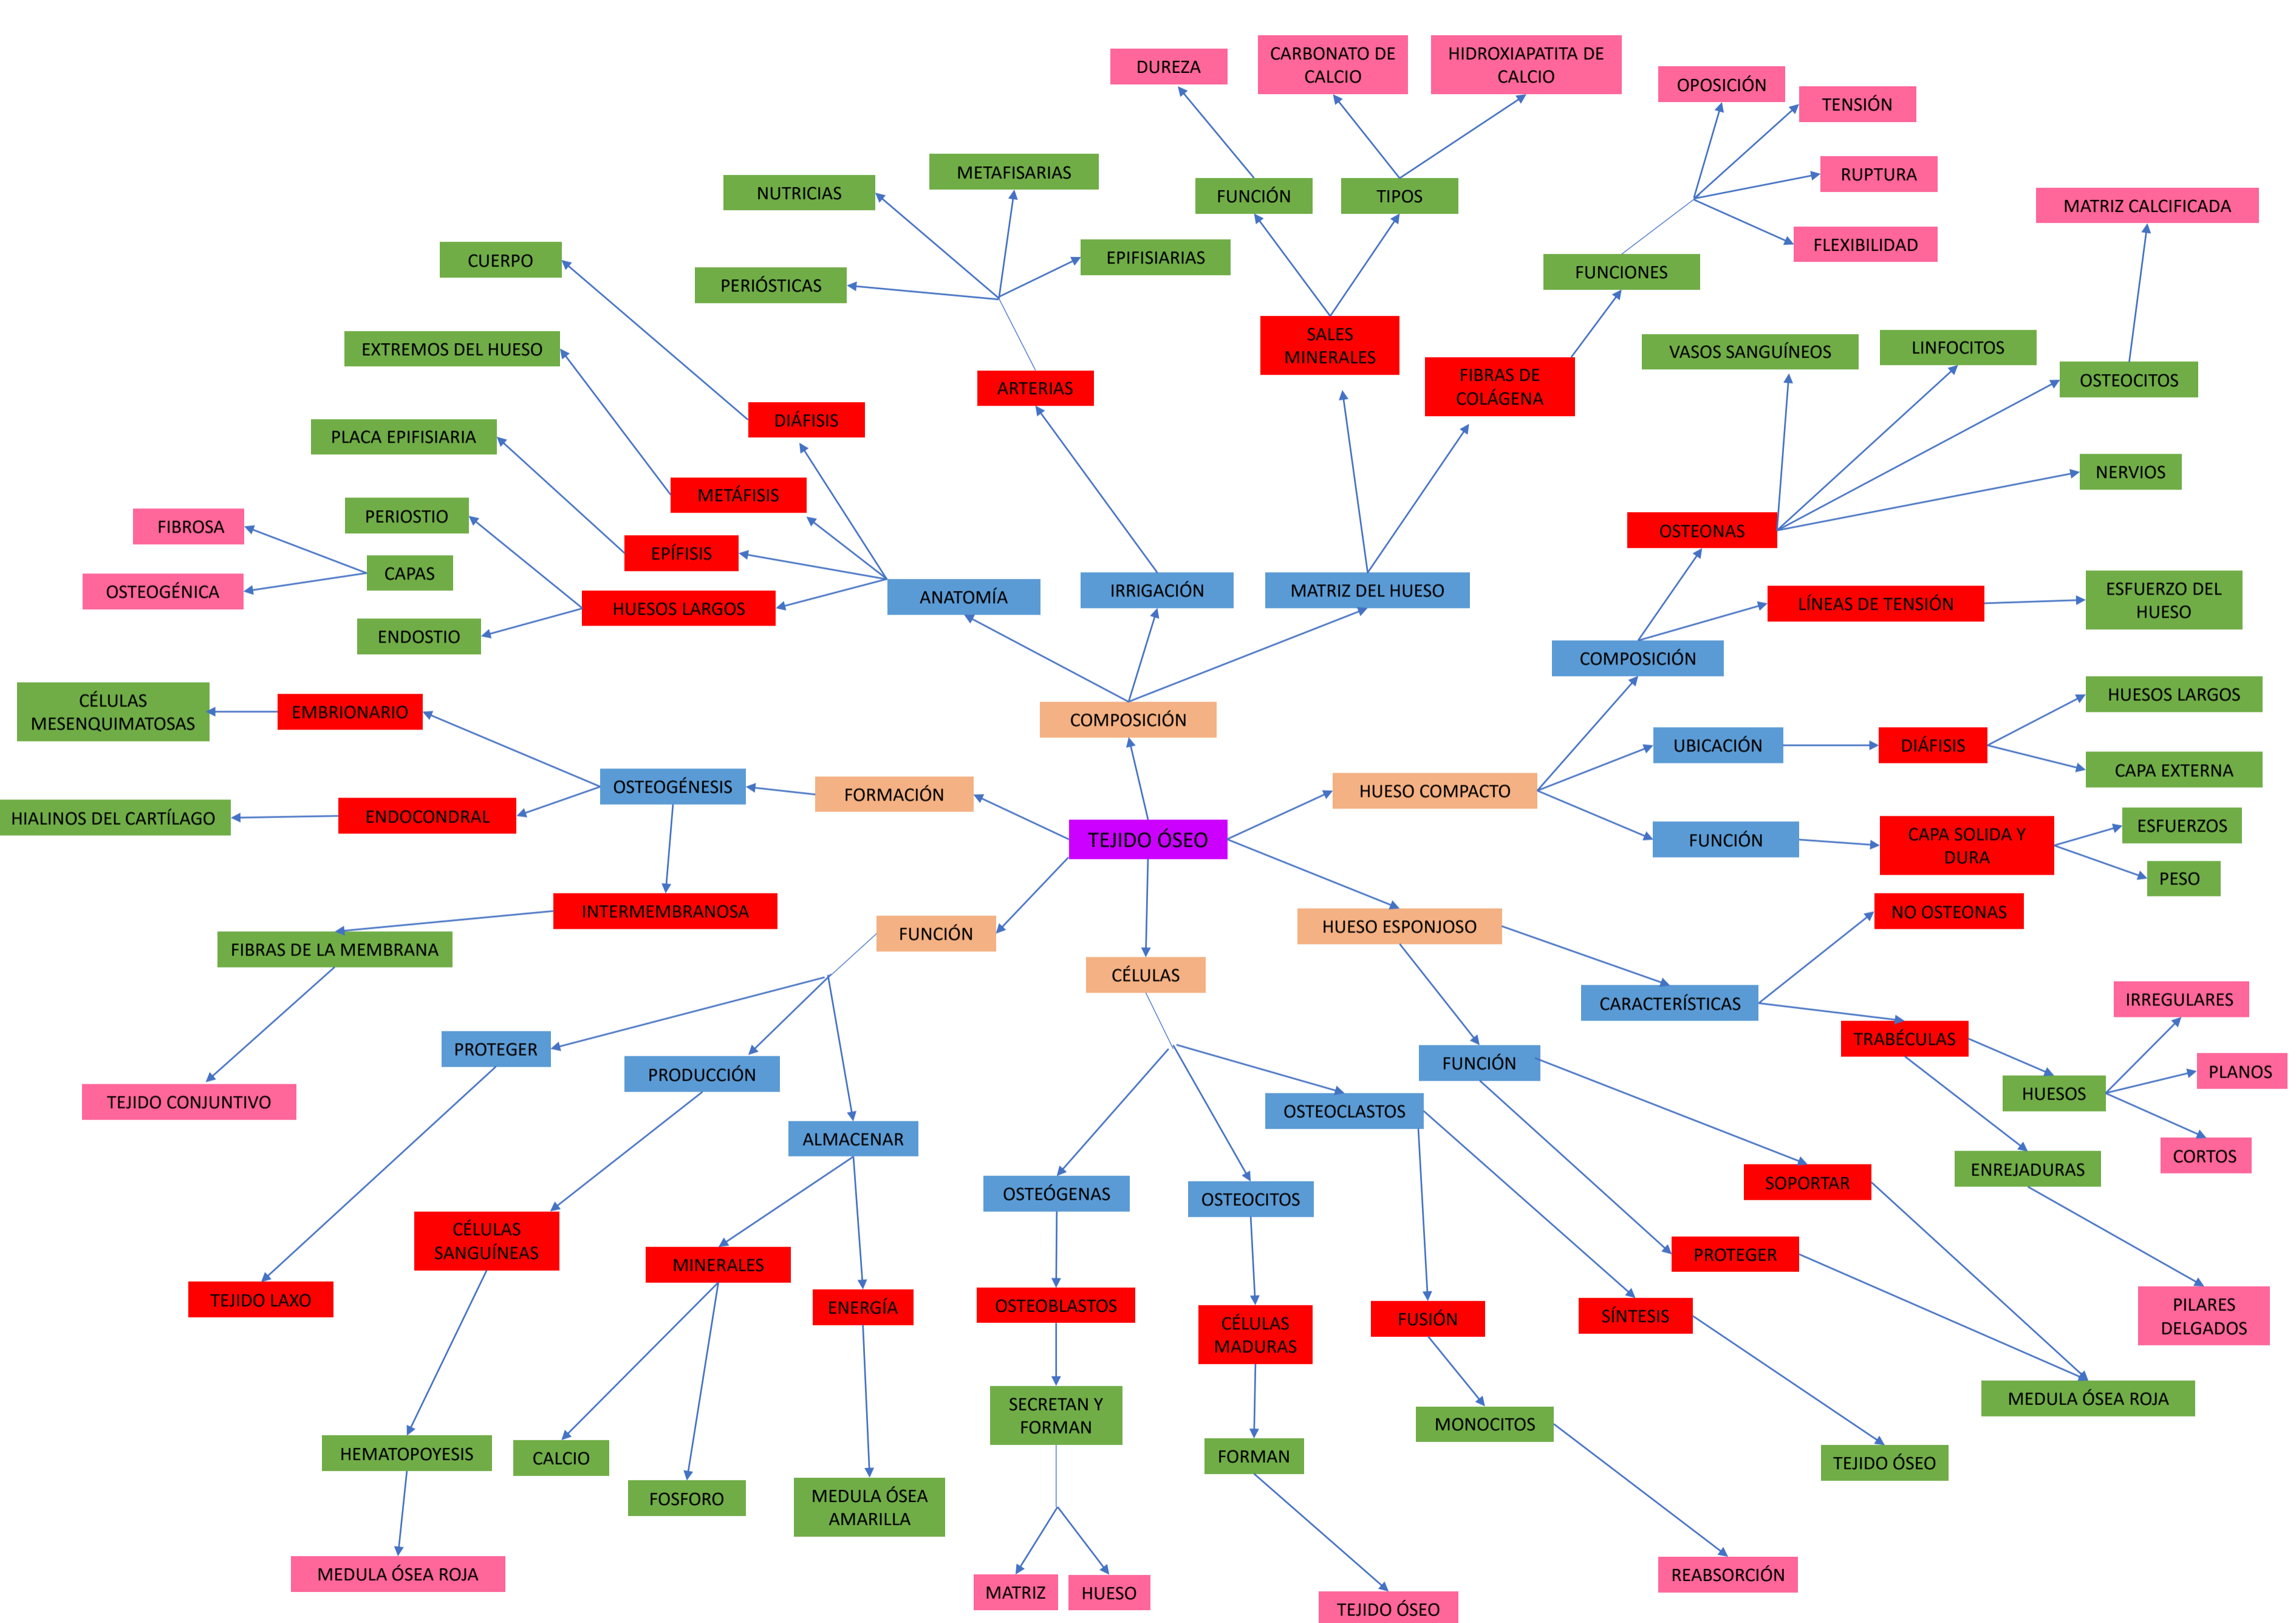 DUREZA
CARBONATO DE
CALCIO
HIDROXIAPATITA DE
CALCIO
OPOSICIÓN
TENSIÓN
RUPTURA
FLEXIBILIDAD
NUTRICIAS
METAFISARIAS
FUNCIÓN
TIPOS
MATRIZ CALCIFICADA
CUERPO
PERIÓSTICAS
EPIFISIARIAS
FUNCIONES
EXTREMOS DEL HUESO
SALES
MINERALES
VASOS SANGUÍNEOS
LINFOCITOS
OSTEOCITOS
ARTERIAS
FIBRAS DE
COLÁGENA
DIÁFISIS
PLACA EPIFISIARIA
METÁFISIS
NERVIOS
FIBROSA
PERIOSTIO
OSTEONAS
EPÍFISIS
CAPAS
OSTEOGÉNICA
HUESOS LARGOS
ANATOMÍA
IRRIGACIÓN
MATRIZ DEL HUESO
LÍNEAS DE TENSIÓN
ESFUERZO DEL
HUESO
ENDOSTIO
COMPOSICIÓN
CÉLULAS
MESENQUIMATOSAS
EMBRIONARIO
COMPOSICIÓN
HUESOS LARGOS
UBICACIÓN
DIÁFISIS
CAPA EXTERNA
OSTEOGÉNESIS
FORMACIÓN
HUESO COMPACTO
HIALINOS DEL CARTÍLAGO
ENDOCONDRAL
TEJIDO ÓSEO
FUNCIÓN
CAPA SOLIDA Y
DURA
ESFUERZOS
PESO
INTERMEMBRANOSA
NO OSTEONAS
FIBRAS DE LA MEMBRANA
FUNCIÓN
HUESO ESPONJOSO
CÉLULAS
CARACTERÍSTICAS
IRREGULARES
TRABÉCULAS
PROTEGER
PRODUCCIÓN
FUNCIÓN
PLANOS
HUESOS
TEJIDO CONJUNTIVO
OSTEOCLASTOS
ALMACENAR
CORTOS
ENREJADURAS
OSTEÓGENAS
OSTEOCITOS
SOPORTAR
CÉLULAS
SANGUÍNEAS
MINERALES
PROTEGER
TEJIDO LAXO
ENERGÍA
OSTEOBLASTOS
CÉLULAS
MADURAS
FUSIÓN
SÍNTESIS
PILARES
DELGADOS
MEDULA ÓSEA ROJA
SECRETAN Y
FORMAN
MONOCITOS
HEMATOPOYESIS
CALCIO
FORMAN
TEJIDO ÓSEO
FOSFORO
MEDULA ÓSEA
AMARILLA
MEDULA ÓSEA ROJA
MATRIZ
HUESO
REABSORCIÓN
TEJIDO ÓSEO